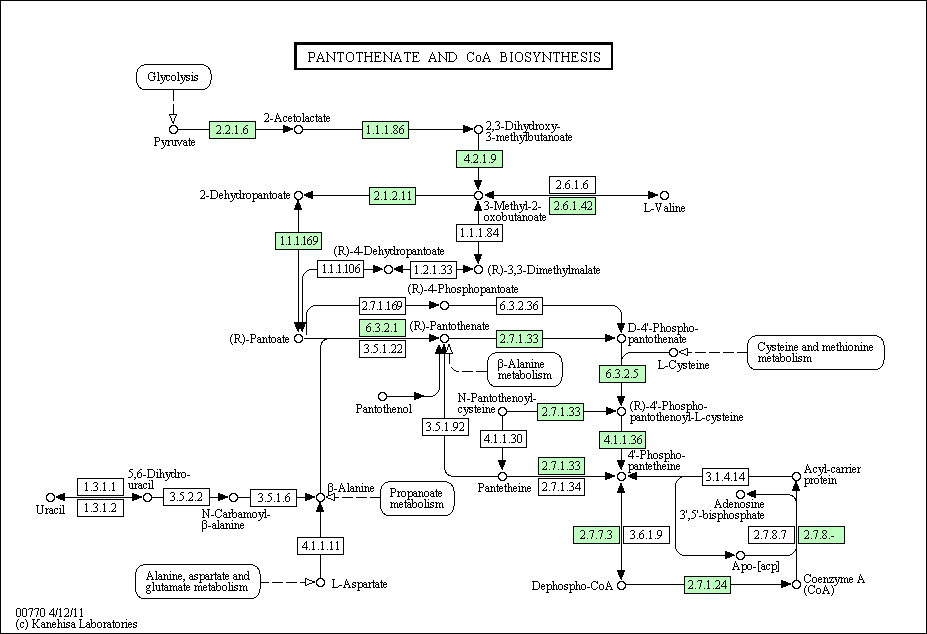 PANTOTHENATE AND CoA BIOSYNTHESIS
Glycolysis
2-Acetolactate
Pyruvate
2.2.1.6
1.1.1.86
2,3-Dihydroxy-
3-methylbutanoate
4.2.1.9
2.6.1.6
2-Dehydropantoate
2.1.2.11
2.6.1.42
3-Methyl-2-
oxobutanoate
L-Valine
1.1.1.84
1.1.1.169
(R)-4-Dehydropantoate
1.1.1.106
1.2.1.33
(R)-3,3-Dimethylmalate
(R)-4-Phosphopantoate
2.7.1.169
6.3.2.36
(R)-Pantoate
6.3.2.1
3.5.1.22
(R)-Pantothenate
2.7.1.33
D-4'-Phospho-
pantothenate
β-Alanine
metabolism
L-Cysteine
Cysteine and methionine
metabolism
6.3.2.5
Pantothenol
N-Pantothenoyl-
cysteine
2.7.1.33
(R)-4'-Phospho-
pantothenoyl-L-cysteine
3.5.1.92
4.1.1.30
4.1.1.36
4'-Phospho-
pantetheine
2.7.1.33
2.7.1.34
Pantetheine
3.1.4.14
Acyl-carrier
protein
5,6-Dihydro-
uracil
1.3.1.1
1.3.1.2
Uracil
3.5.2.2
N-Carbamoyl-
β-alanine
3.5.1.6
β-Alanine
Propanoate
metabolism
Adenosine
3',5'-bisphosphate
4.1.1.11
2.7.7.3
3.6.1.9
2.7.8.7
2.7.8.-
Apo-[acp]
Alanine, aspartate and
glutamate metabolism
L-Aspartate
Dephospho-CoA
2.7.1.24
Coenzyme A
(CoA)
00770 4/12/11
(c) Kanehisa Laboratories